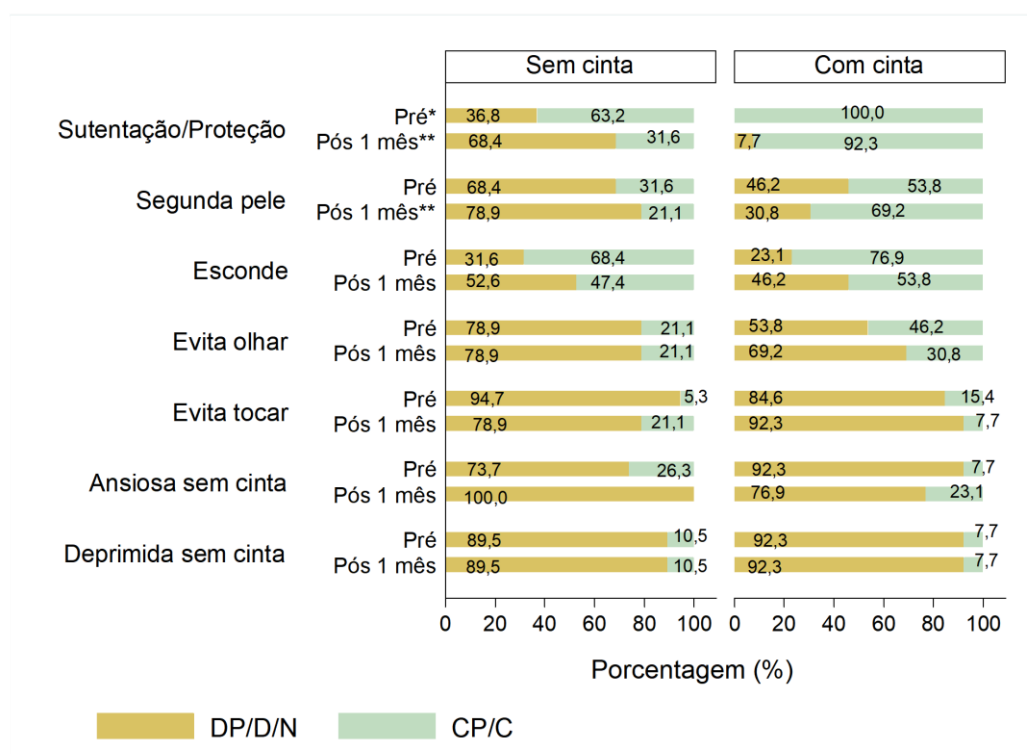 Sem cinta Com cinta
Sutentação/Proteção
Pré* 36,8 63,2 100,0
Pós 1 mês** 68,4 31,6 7,7 92,3
Segunda pele
Pré 68,4 31,6 46,2 53,8
Pós 1 mês** 78,9 21,1 30,8 69,2
Esconde
Pré 31,6 68,4 23,1 76,9
Pós 1 mês 52,6 47,4 46,2 53,8
Evita olhar
Pré 78,9 21,1 53,8 46,2
Pós 1 mês 78,9 21,1 69,2 30,8
Evita tocar
Pré 94,7 5,3 84,6 15,4
Pós 1 mês 78,9 21,1 92,3 7,7
Ansiosa sem cinta
Pré 73,7 26,3 92,3 7,7
Pós 1 mês 100,0 76,9 23,1
Deprimida sem cinta
Pré 89,5 10,5 92,3 7,7
Pós 1 mês 89,5 10,5 92,3 7,7
0 20 40 60 80 100 0 20 40 60 80 100
Porcentagem (%)
DP/D/N CP/C